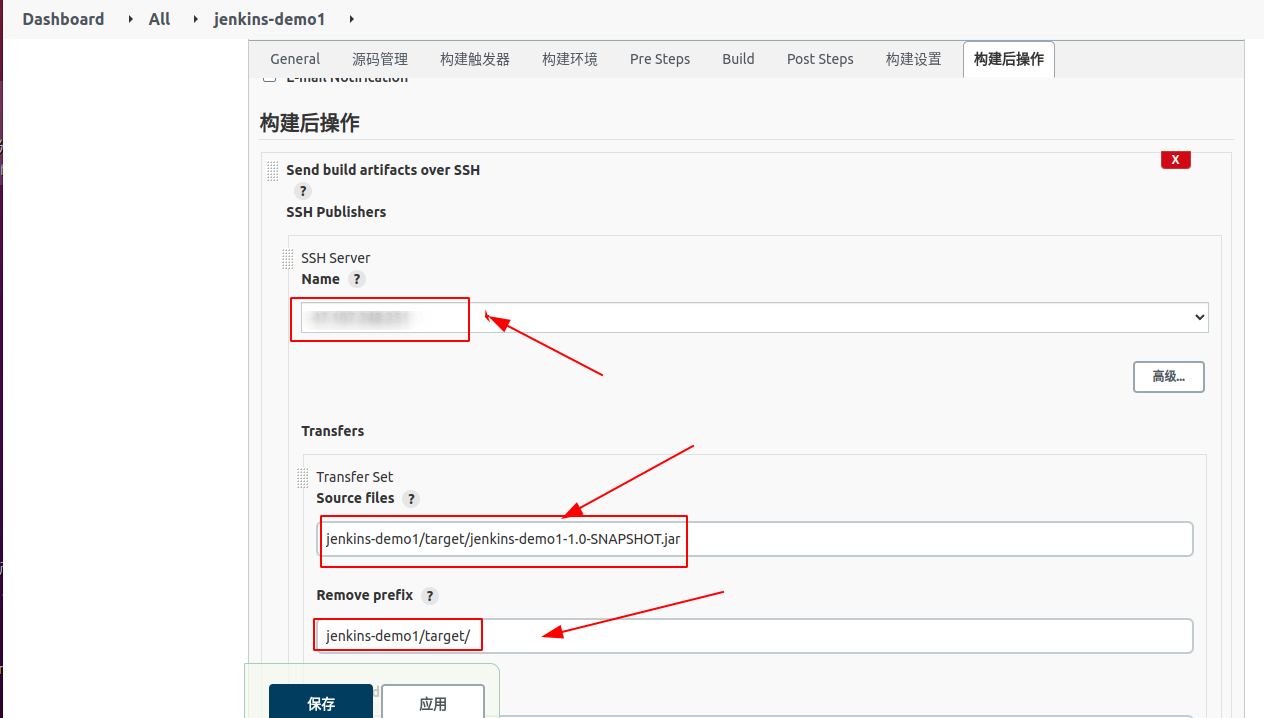 Dashboard All jenkins-demo1
General 源码管理 构建触发器 构建环境 Pre Steps Build Post Steps 构建设置 构建后操作
E-mail Notification
构建后操作
Send build artifacts over SSH
X
?
SSH Publishers
SSH Server
Name ?
高级...
Transfers
Transfer Set
Source files ?
jenkins-demo1/target/jenkins-demo1-1.0-SNAPSHOT.jar
Remove prefix ?
jenkins-demo1/target/
保存 应用